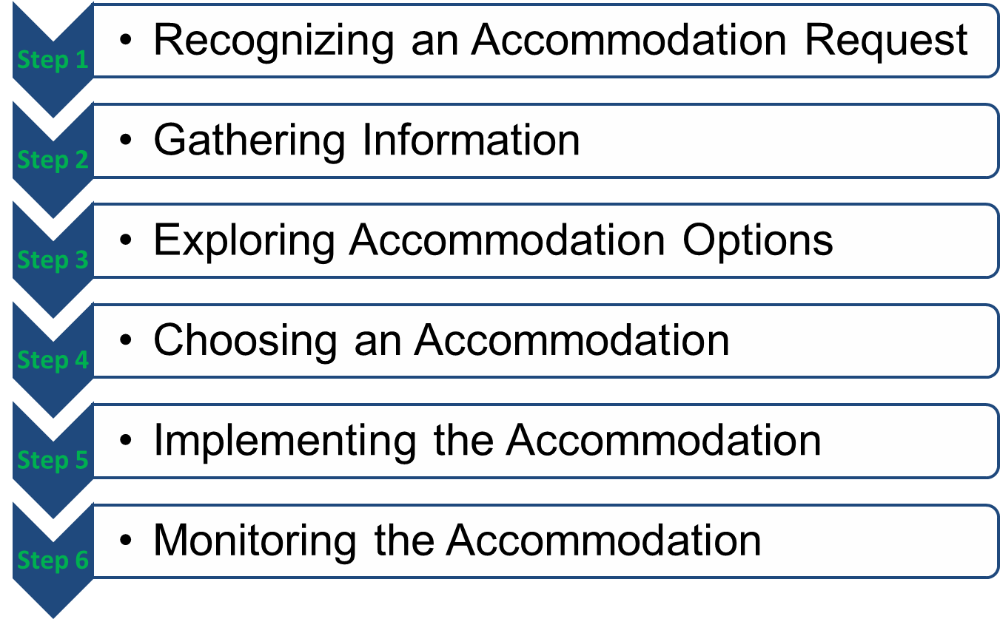 Step 1
• Recognizing an Accommodation Request
Step 2
• Gathering Information
Step 3
• Exploring Accommodation Options
Step 4
• Choosing an Accommodation
Step 5
• Implementing the Accommodation
Step 6
• Monitoring the Accommodation